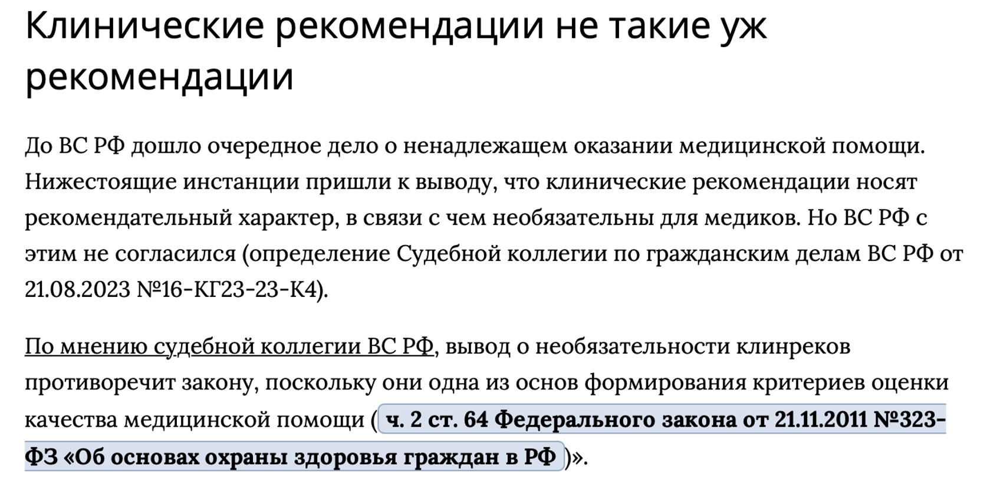 Клинические рекомендации не такие уж
рекомендации
До ВС РФ дошло очередное дело о ненадлежащем оказании медицинской помощи.
Нижестоящие инстанции пришли к выводу, что клинические рекомендации носят
рекомендательный характер, в связи с чем необязательны для медиков. Но ВС РФ с
этим не согласился (определение Судебной коллегии по гражданским делам ВС РФ от
21.08.2023 №16-КГ23-23-К4).
По мнению судебной коллегии ВС РФ, вывод о необязательности клинреков
противоречит закону, поскольку они одна из основ формирования критериев оценки
качества медицинской помощи ( ч. 2 ст. 64 Федерального закона от 21.11.2011 №323-
ФЗ «Об основах охраны здоровья граждан в РФ )».